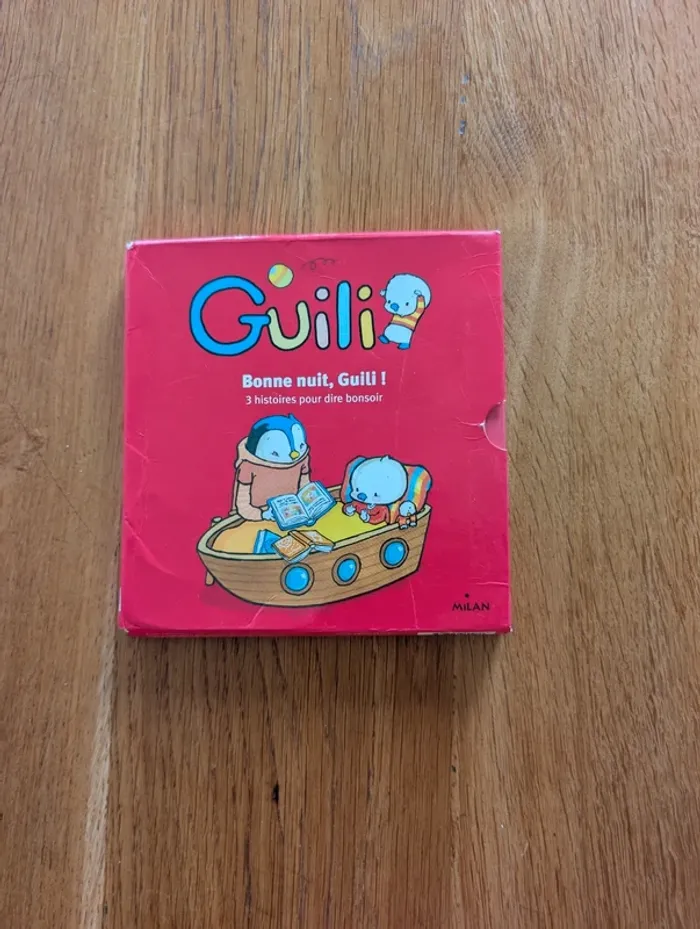 Guili
Bonne nuit, Guili !
3 histoires pour dire bonsoir
MiLAN